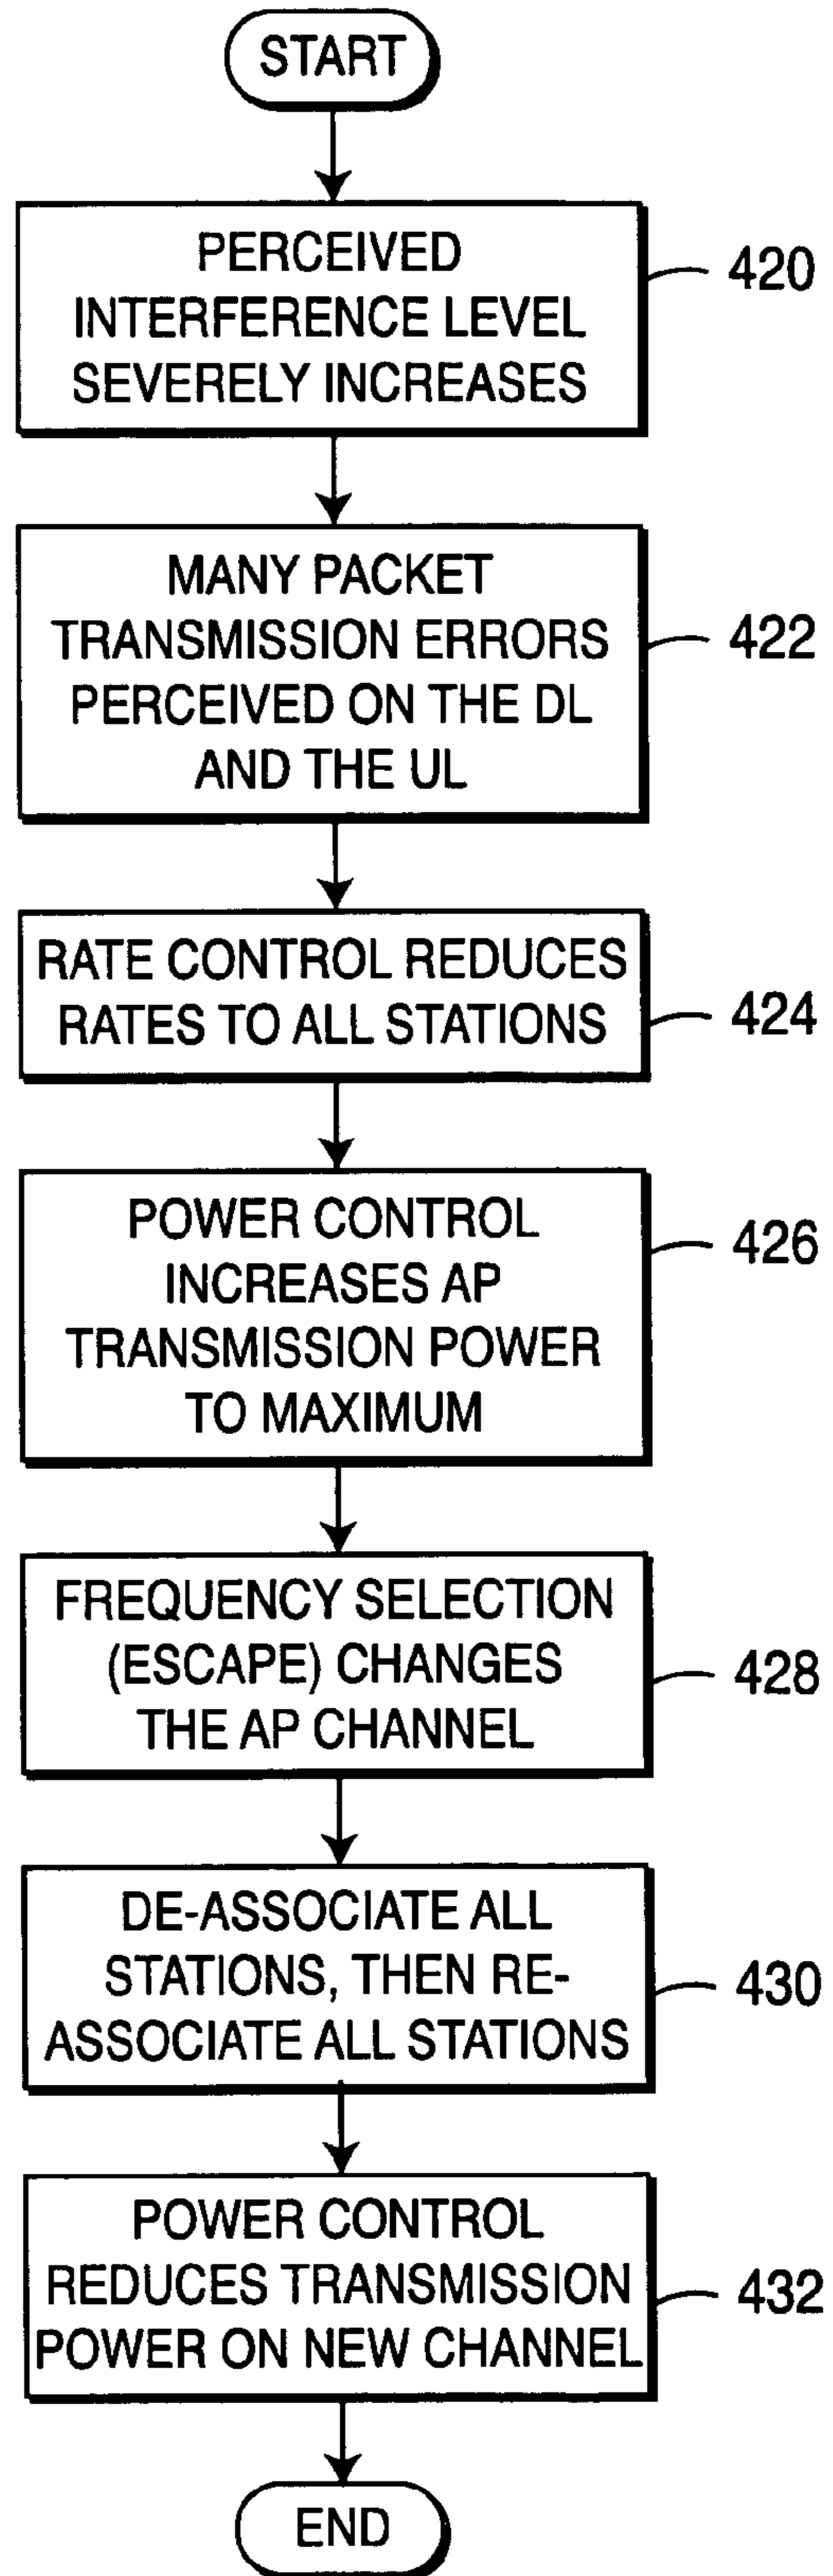 START
PERCEIVED
INTERFERENCE LEVEL
SEVERELY INCREASES
420
MANY PACKET
TRANSMISSION ERRORS
PERCEIVED ON THE DL
AND THE UL
422
RATE CONTROL REDUCES
RATES TO ALL STATIONS
424
POWER CONTROL
INCREASES AP
TRANSMISSION POWER
TO MAXIMUM
426
FREQUENCY SELECTION
(ESCAPE) CHANGES
THE AP CHANNEL
428
DE-ASSOCIATE ALL
STATIONS, THEN RE-
ASSOCIATE ALL STATIONS
430
POWER CONTROL
REDUCES TRANSMISSION
POWER ON NEW CHANNEL
432
END